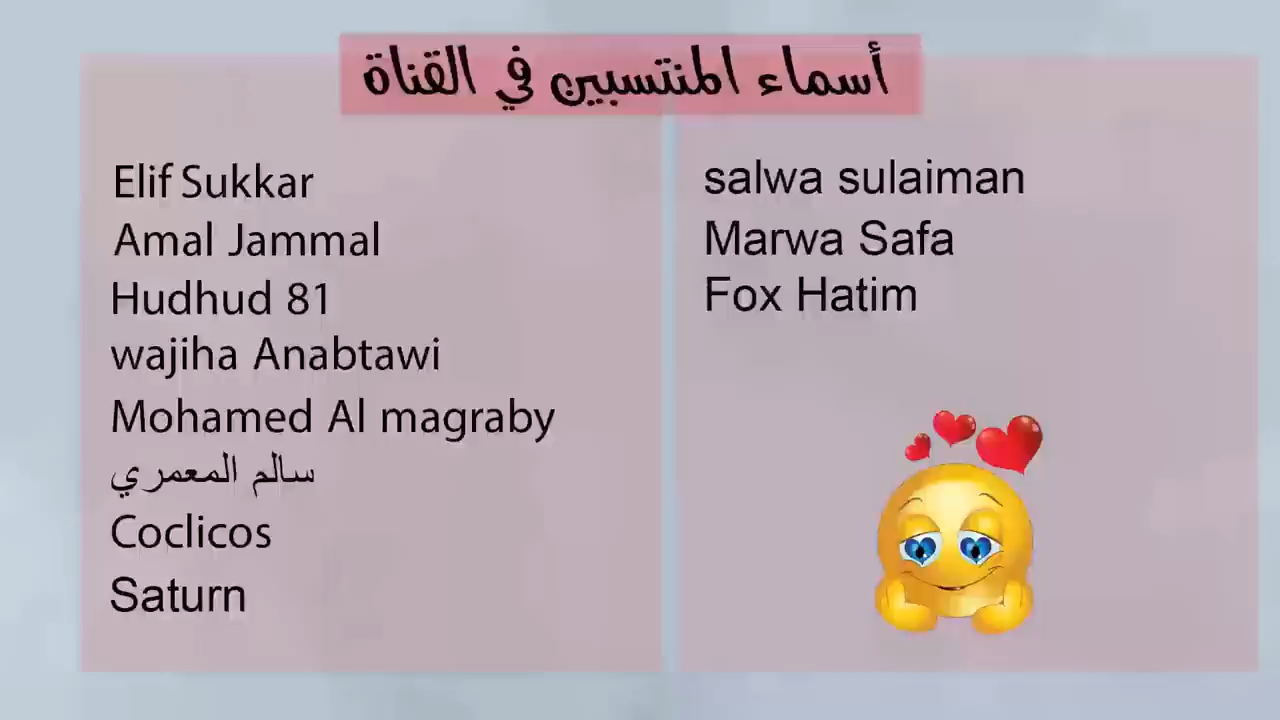 أسماء المنتسبين في القناة
Elif Sukkar
Amal Jammal
Hudhud 81
wajiha Anabtawi
Mohamed Al magraby
سالم المعمري
Coclicos
Saturn
salwa sulaiman
Marwa Safa
Fox Hatim